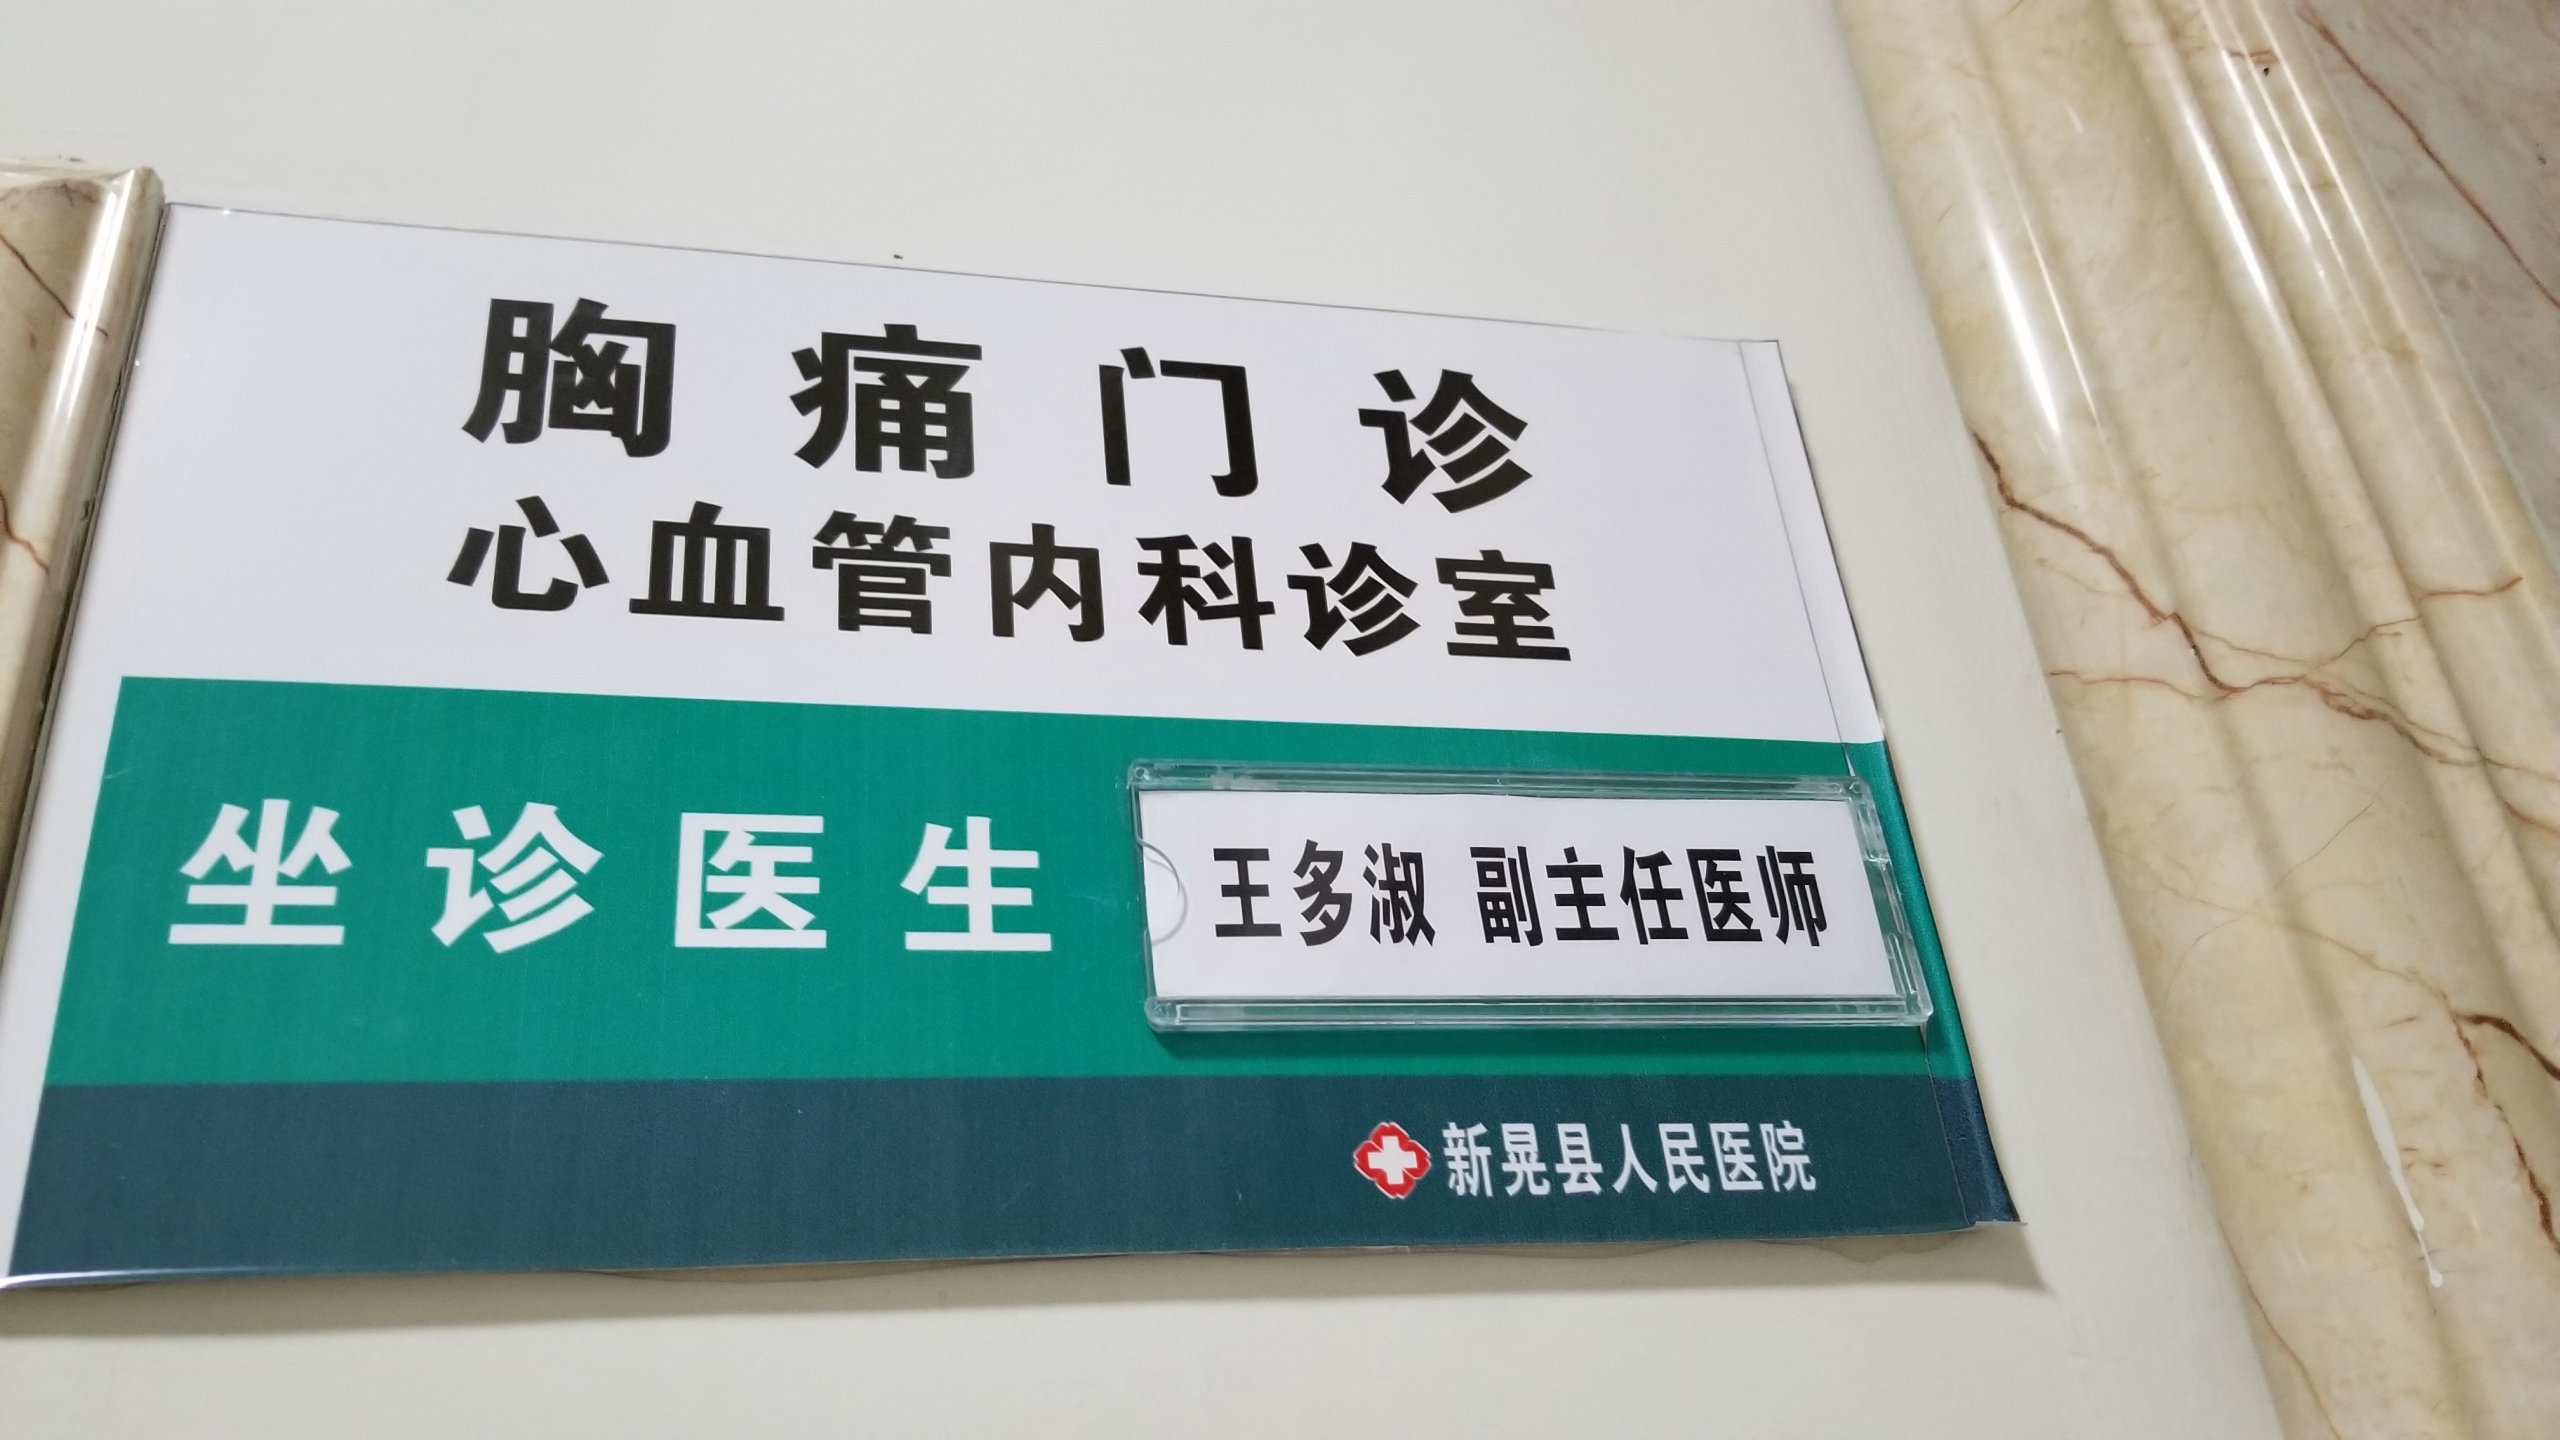 胸痛门诊
心血管内科诊室
坐诊医生
王多淑 副主任医师
新晃县人民医院